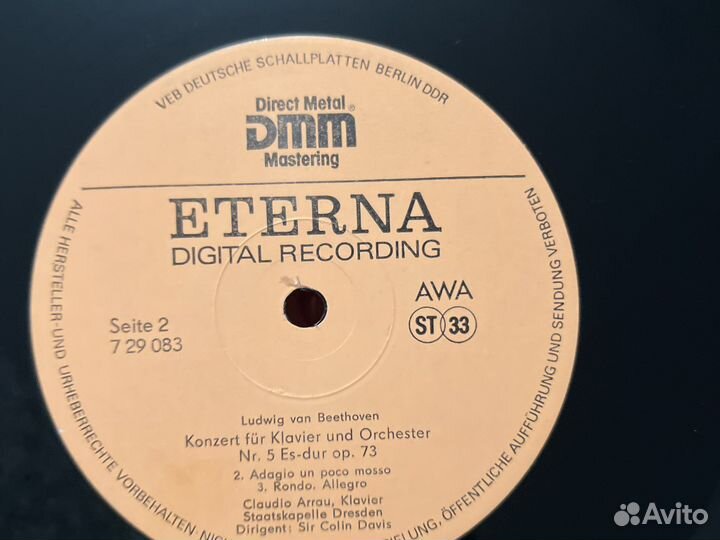 VEB DEUTSCHE SCHALLPLATTEN BERLIN DDR
Direct Metal
DMM®
Mastering
ETERNA
DIGITAL RECORDING
AWA
ST 33
Seite 2
7 29 083
Ludwig van Beethoven
Konzert für Klavier und Orchester
Nr. 5 Es-dur op. 73
2. Adagio un poco mosso
3. Rondo. Allegro
Claudio Arrau, Klavier
Staatskapelle Dresden
Dirigent: Sir Colin Davis
ALLE HERSTELLER-UND URHEBERRECHTE VORBEHALTEN·
ÖFFENTLICHE AUFFÜHRUNG UND SENDUNG VERBOTEN
Avito